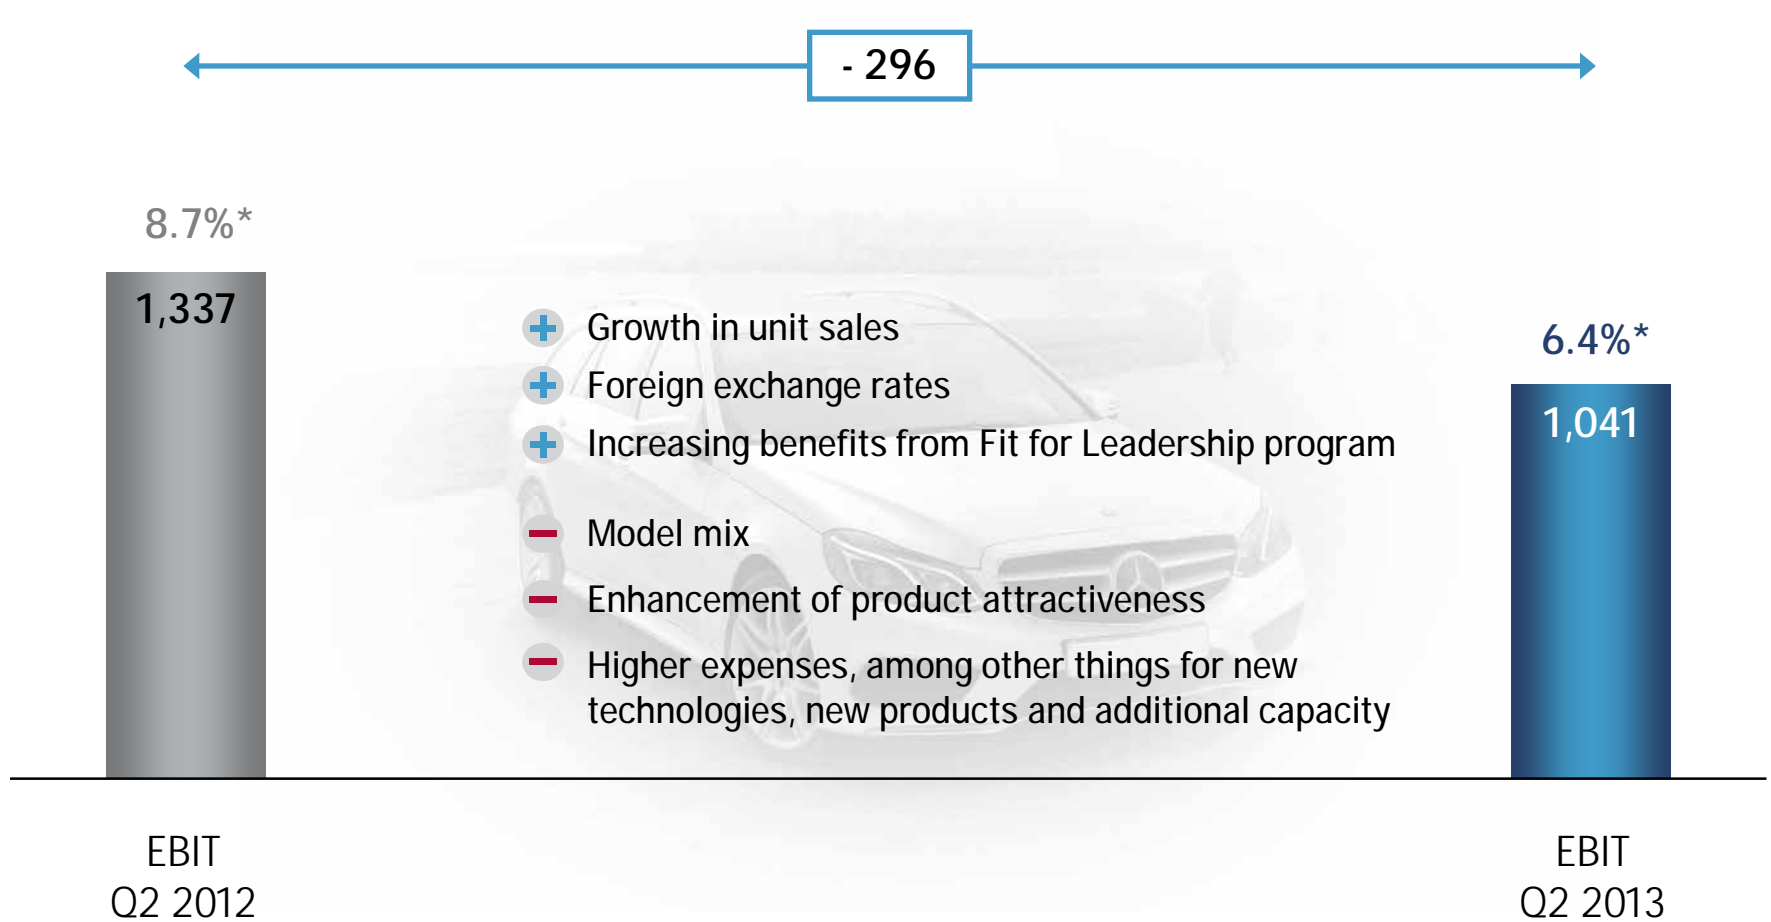 - 296
8.7%*
1,337
+ Growth in unit sales
+ Foreign exchange rates
+ Increasing benefits from Fit for Leadership program
– Model mix
– Enhancement of product attractiveness
– Higher expenses, among other things for new
technologies, new products and additional capacity
6.4%*
1,041
EBIT
Q2 2012
EBIT
Q2 2013